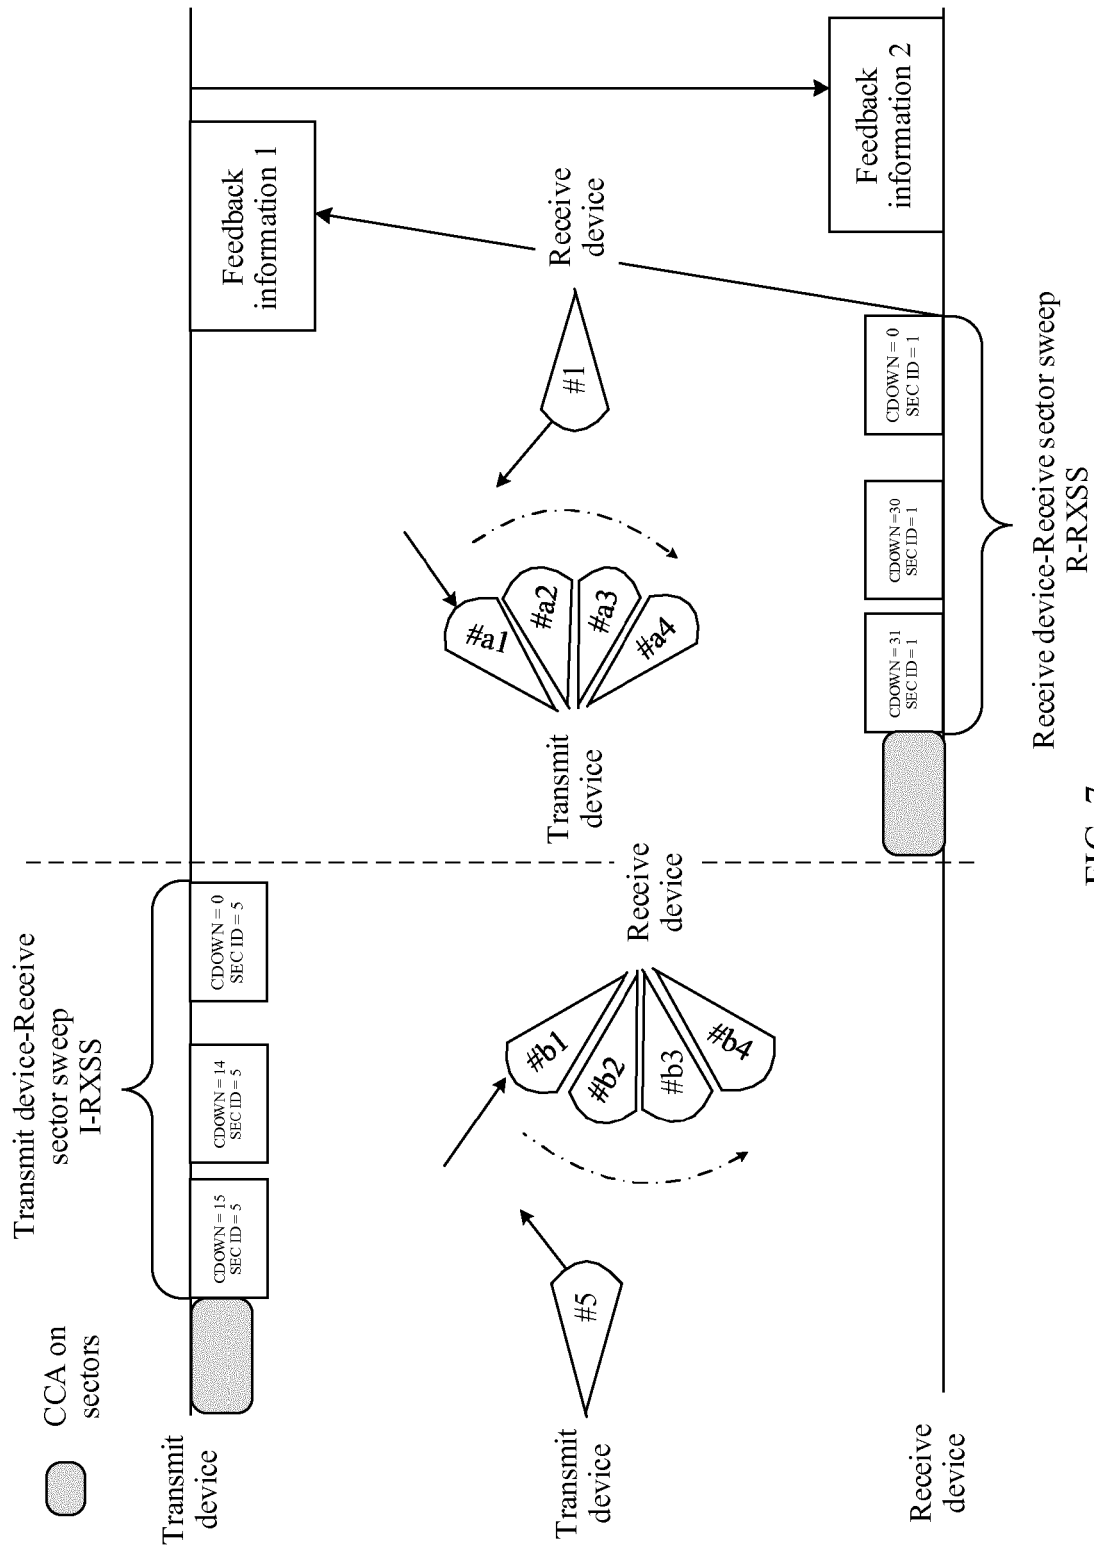 CCA on
sectors
Transmit device-Receive
sector sweep
I-RXSS
Transmit
device
CDOWN = 15
SEC ID = 5
CDOWN = 14
SEC ID = 5
CDOWN = 0
SEC ID = 5
Feedback
information 1
Transmit
device
#5
#b1
#b2
#b3
#b4
Receive
device
Transmit
device
#a1
#a2
#a3
#a4
#1
Receive
device
Receive
device
CDOWN = 31
SEC ID = 1
CDOWN =30
SEC ID = 1
CDOWN = 0
SEC ID = 1
Feedback
information 2
Receive device-Receive sector sweep
R-RXSS
FIG. 7